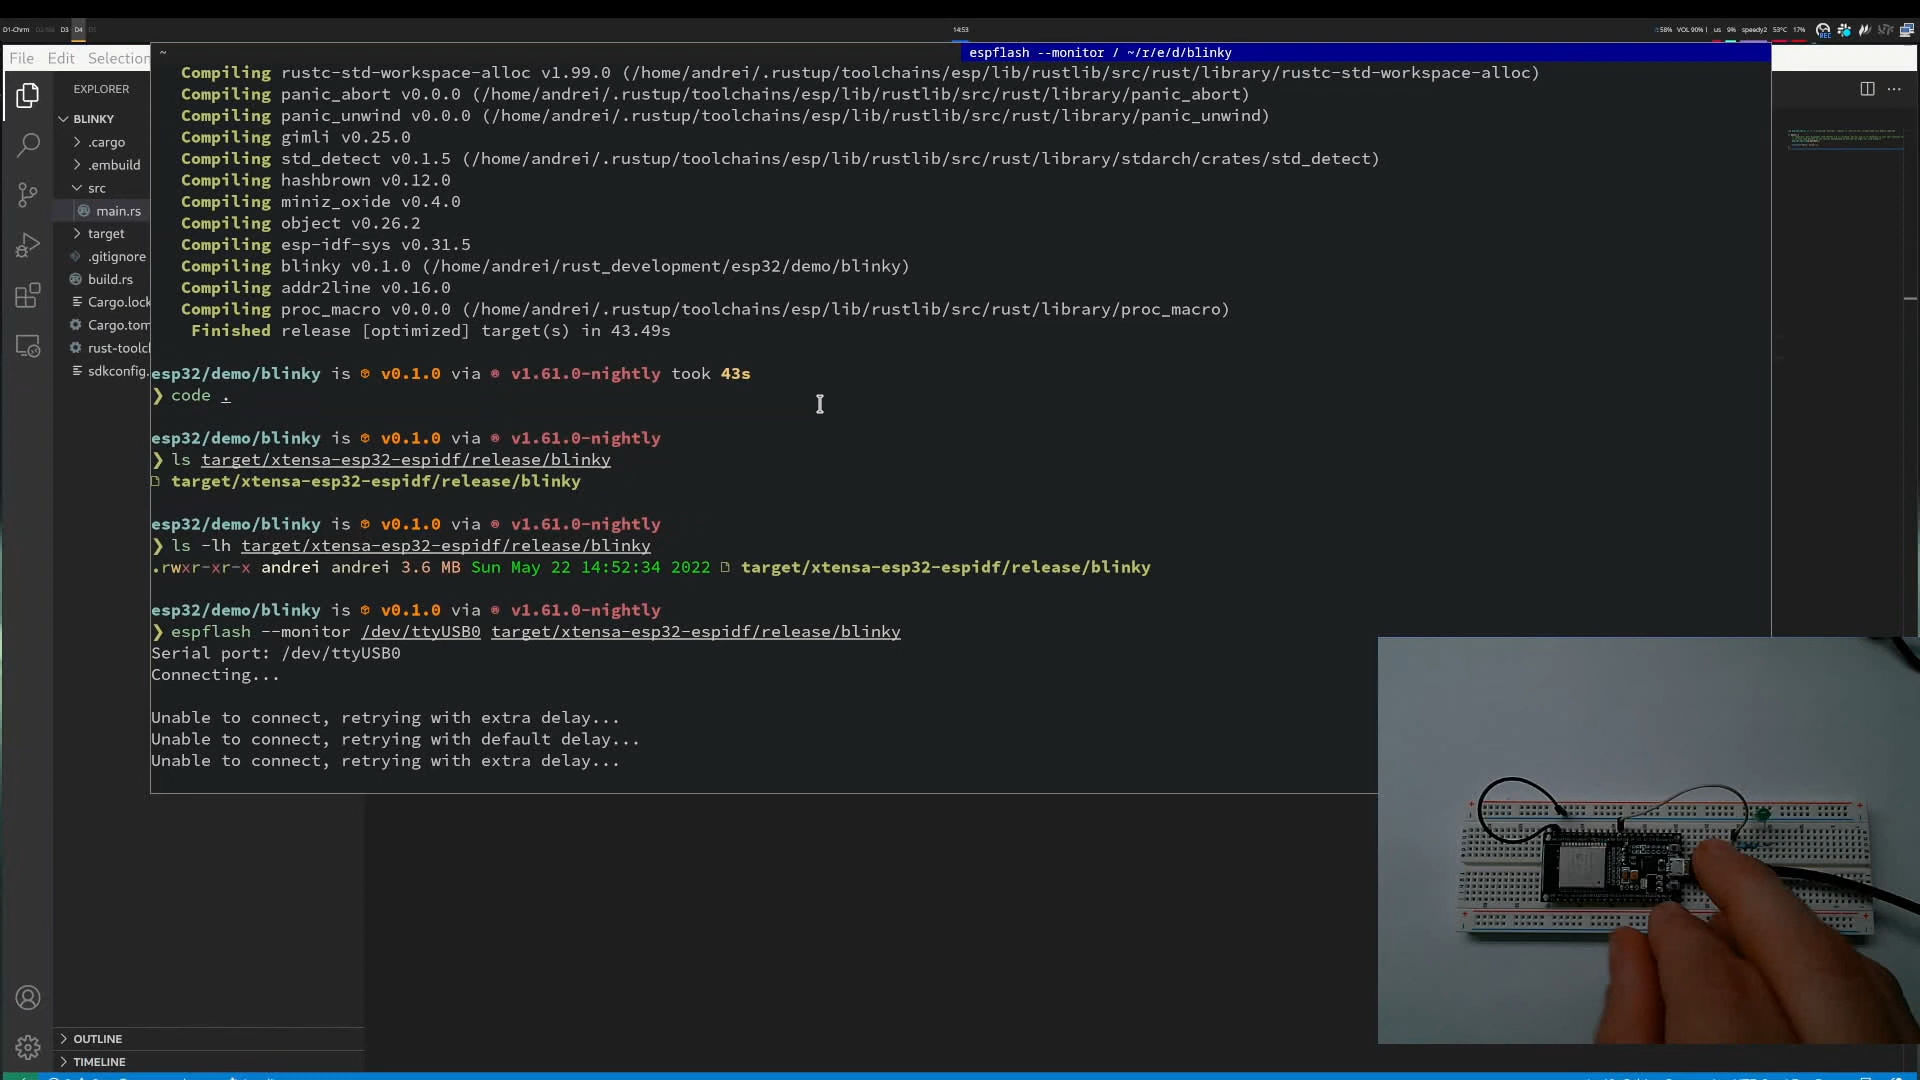 D1-Chrm D3 D4
14:53
58% VOL 90% us 9% speedy2 53°C 17%
File Edit Selection
~
espflash --monitor / ~/r/e/d/blinky
EXPLORER
BLINKY
.cargo
.embuild
src
main.rs
target
.gitignore
build.rs
Cargo.lock
Cargo.tom
rust-toolc
sdkconfig.
OUTLINE
TIMELINE
Compiling rustc-std-workspace-alloc v1.99.0 (/home/andrei/.rustup/toolchains/esp/lib/rustlib/src/rust/library/rustc-std-workspace-alloc)
Compiling panic_abort v0.0.0 (/home/andrei/.rustup/toolchains/esp/lib/rustlib/src/rust/library/panic_abort)
Compiling panic_unwind v0.0.0 (/home/andrei/.rustup/toolchains/esp/lib/rustlib/src/rust/library/panic_unwind)
Compiling gimli v0.25.0
Compiling std_detect v0.1.5 (/home/andrei/.rustup/toolchains/esp/lib/rustlib/src/rust/library/stdarch/crates/std_detect)
Compiling hashbrown v0.12.0
Compiling miniz_oxide v0.4.0
Compiling object v0.26.2
Compiling esp-idf-sys v0.31.5
Compiling blinky v0.1.0 (/home/andrei/rust_development/esp32/demo/blinky)
Compiling addr2line v0.16.0
Compiling proc_macro v0.0.0 (/home/andrei/.rustup/toolchains/esp/lib/rustlib/src/rust/library/proc_macro)
Finished release [optimized] target(s) in 43.49s
esp32/demo/blinky is v0.1.0 via v1.61.0-nightly took 43s
❯ code .
esp32/demo/blinky is v0.1.0 via v1.61.0-nightly
❯ ls target/xtensa-esp32-espidf/release/blinky
target/xtensa-esp32-espidf/release/blinky
esp32/demo/blinky is v0.1.0 via v1.61.0-nightly
❯ ls -lh target/xtensa-esp32-espidf/release/blinky
.rwxr-xr-x andrei andrei 3.6 MB Sun May 22 14:52:34 2022 target/xtensa-esp32-espidf/release/blinky
esp32/demo/blinky is v0.1.0 via v1.61.0-nightly
❯ espflash --monitor /dev/ttyUSB0 target/xtensa-esp32-espidf/release/blinky
Serial port: /dev/ttyUSB0
Connecting...
Unable to connect, retrying with extra delay...
Unable to connect, retrying with default delay...
Unable to connect, retrying with extra delay...